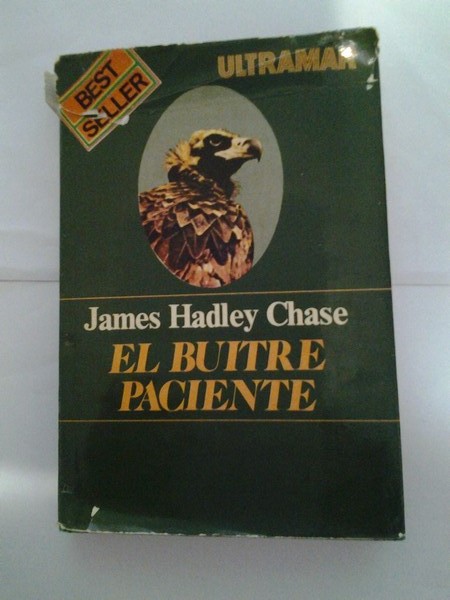 BEST
SELLER
ULTRAMAR
James Hadley Chase
EL BUITRE
PACIENTE